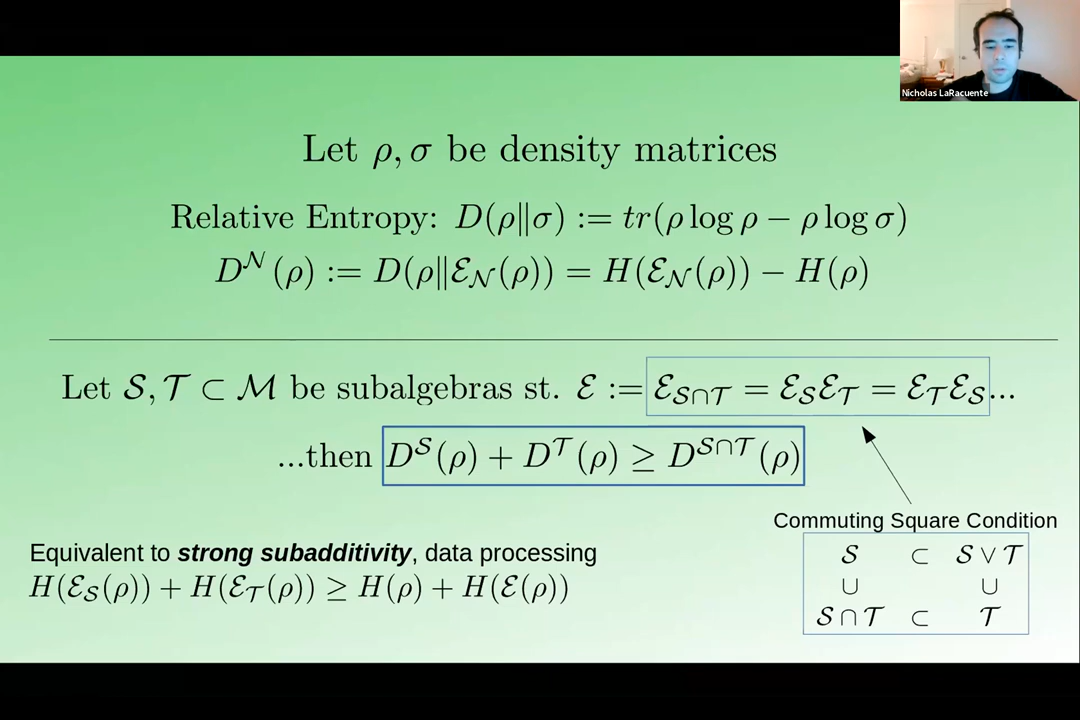 Nicholas LaRacuente
Let ρ, σ be density matrices
Relative Entropy: D(ρ∥σ) := tr(ρ log ρ − ρ log σ)
D^𝒩(ρ) := D(ρ∥ℰ_𝒩(ρ)) = H(ℰ_𝒩(ρ)) − H(ρ)
Let 𝒮, 𝒯 ⊂ ℳ be subalgebras st. ℰ := ℰ_{𝒮∩𝒯} = ℰ_𝒮ℰ_𝒯 = ℰ_𝒯ℰ_𝒮...
...then D^𝒮(ρ) + D^𝒯(ρ) ≥ D^{𝒮∩𝒯}(ρ)
Commuting Square Condition
𝒮 ⊂ 𝒮 ∨ 𝒯
∪ ∪
𝒮 ∩ 𝒯 ⊂ 𝒯
Equivalent to strong subadditivity, data processing
H(ℰ_𝒮(ρ)) + H(ℰ_𝒯(ρ)) ≥ H(ρ) + H(ℰ(ρ))